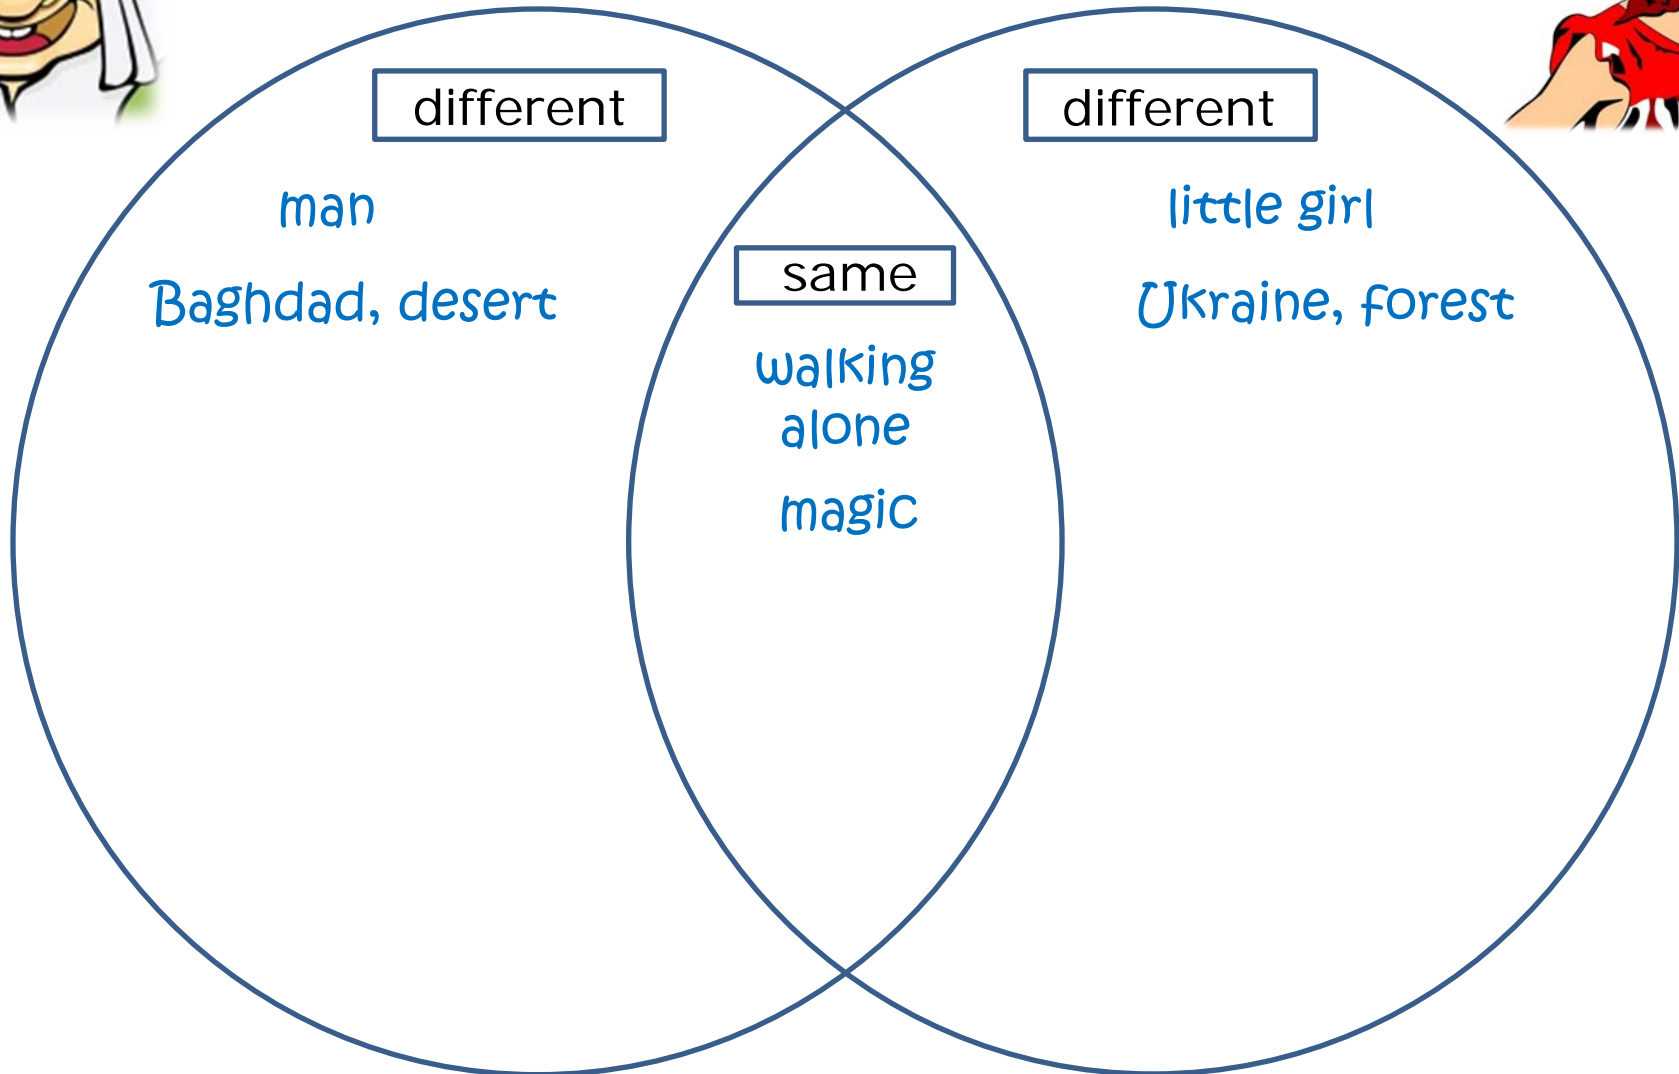 different
man
Baghdad, desert
same
walking
alone
magic
different
little girl
Ukraine, forest